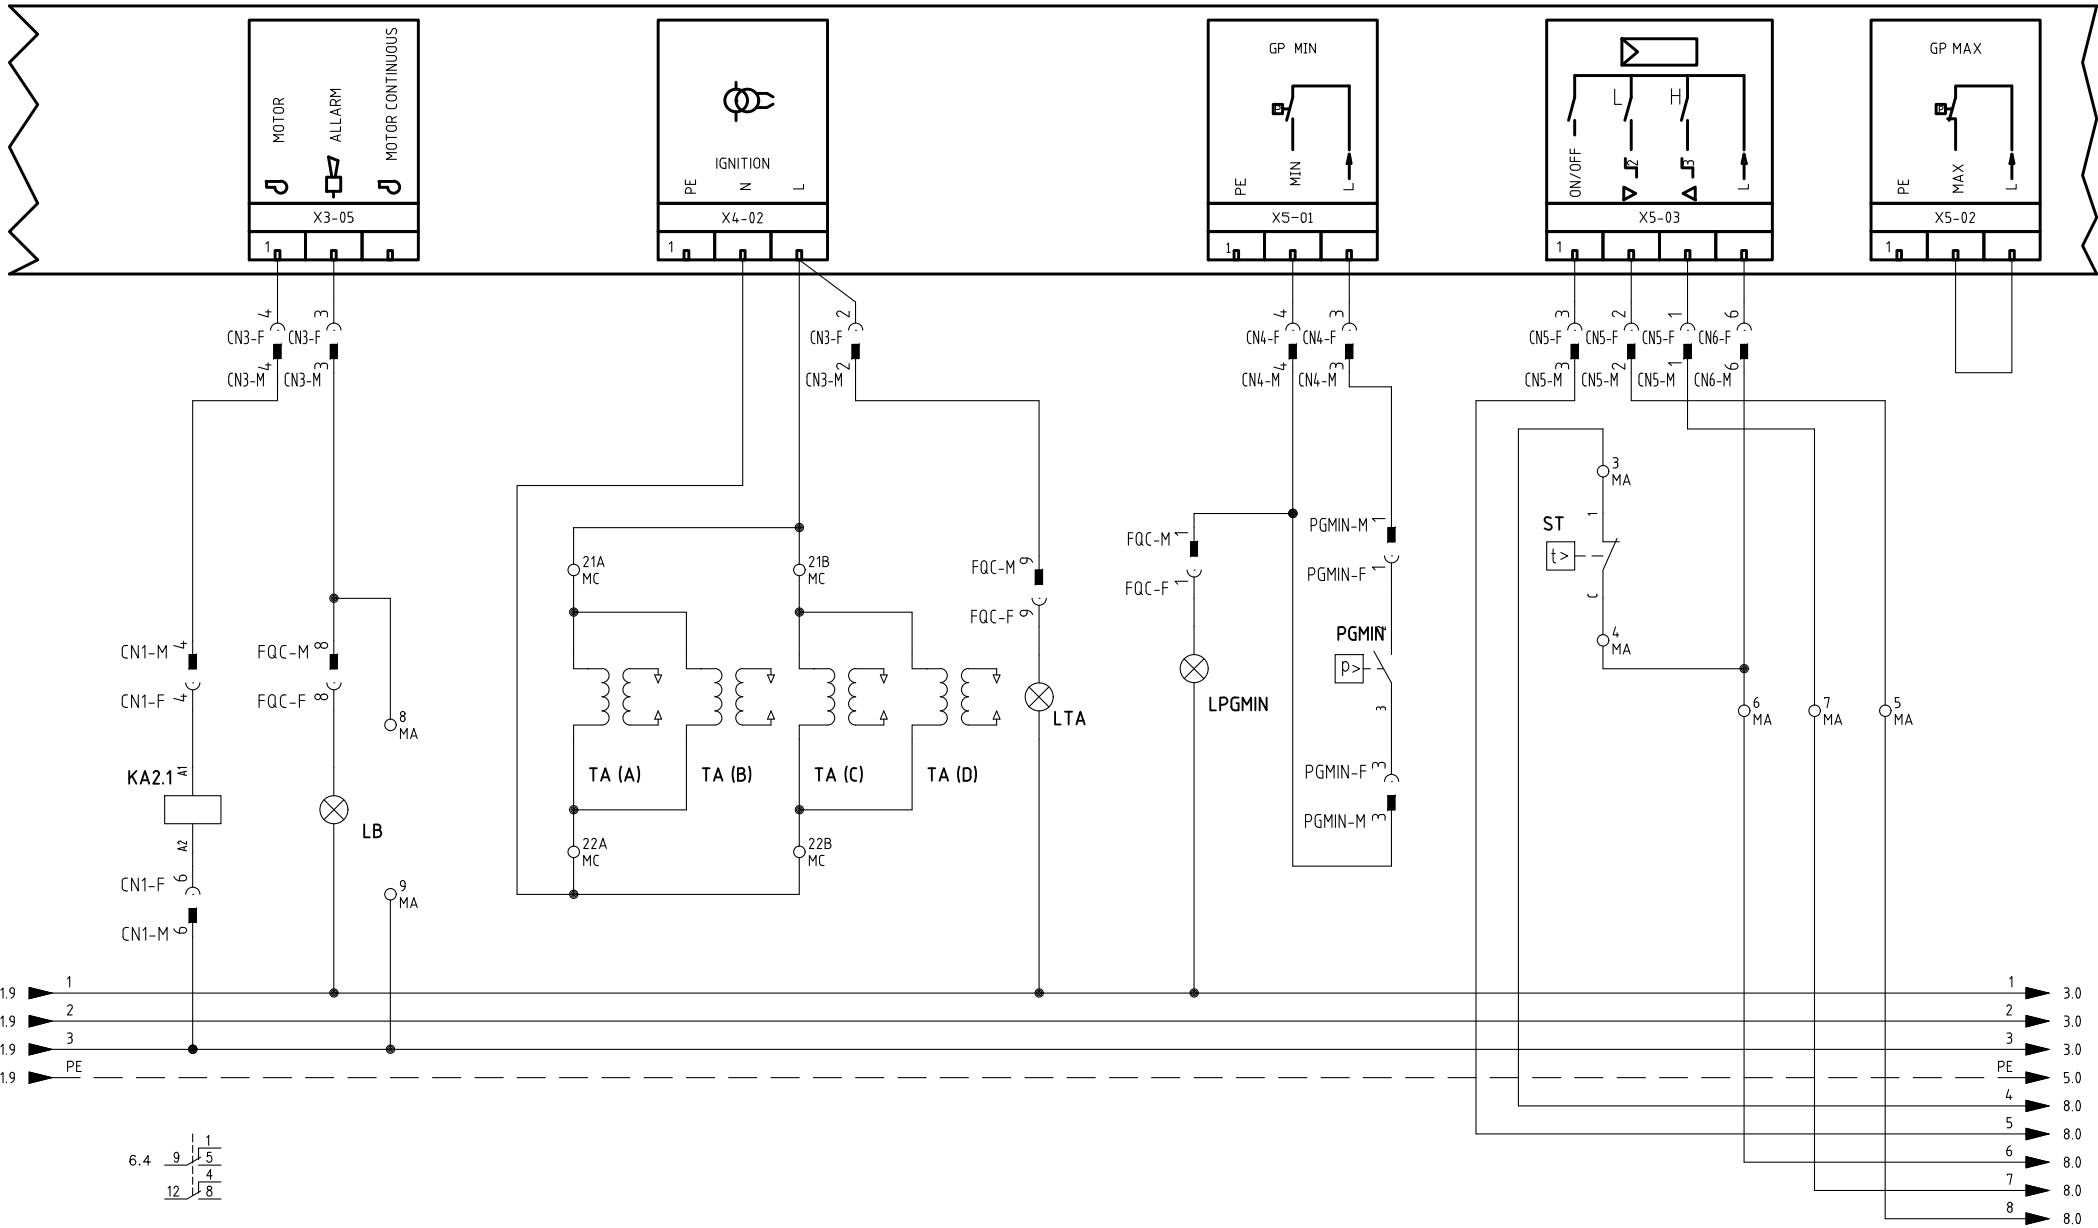 MOTOR
ALLARM
MOTOR CONTINUOUS
X3-05
1
IGNITION
PE
N
L
X4-02
1
GP MIN
PE
MIN
L
X5-01
1
P
L
H
ON/OFF
2
3
L
X5-03
1
GP MAX
P
PE
MAX
L
X5-02
1
CN3-F 4
CN3-M 4
CN3-F 3
CN3-M 3
CN3-F 2
CN3-M 2
CN4-F 4
CN4-M 4
CN4-F 3
CN4-M 3
CN5-F 3
CN5-M 3
CN5-F 2
CN5-M 2
CN5-F 1
CN5-M 1
CN6-F 6
CN6-M 6
3
MA
1
ST
t>
C
4
MA
21A
MC
21B
MC
FQC-M 9
FQC-F 9
FQC-M 1
FQC-F 1
PGMIN-M 1
PGMIN-F 1
CN1-M 4
CN1-F 4
FQC-M 8
FQC-F 8
8
MA
PGMIN
p>
3
LPGMIN
LTA
6
MA
7
MA
5
MA
KA2.1
A1
A2
LB
TA (A)
TA (B)
TA (C)
TA (D)
PGMIN-F 3
PGMIN-M 3
22A
MC
22B
MC
CN1-F 6
CN1-M 6
9
MA
1.9 1 1 3.0
1.9 2 2 3.0
1.9 3 3 3.0
1.9 PE PE 5.0
4 8.0
5 8.0
6 8.0
7 8.0
8 8.0
1
6.4 9 5
4
12 8